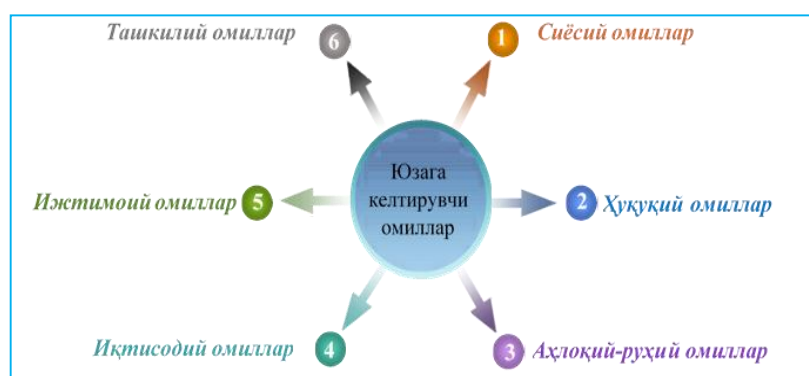 Ташкилий омиллар 6
1 Сиёсий омиллар
Юзага
келтирувчи
омиллар
Ижтимоий омиллар 5
2 Ҳуқуқий омиллар
Иқтисодий омиллар 4
3 Аҳлоқий-руҳий омиллар